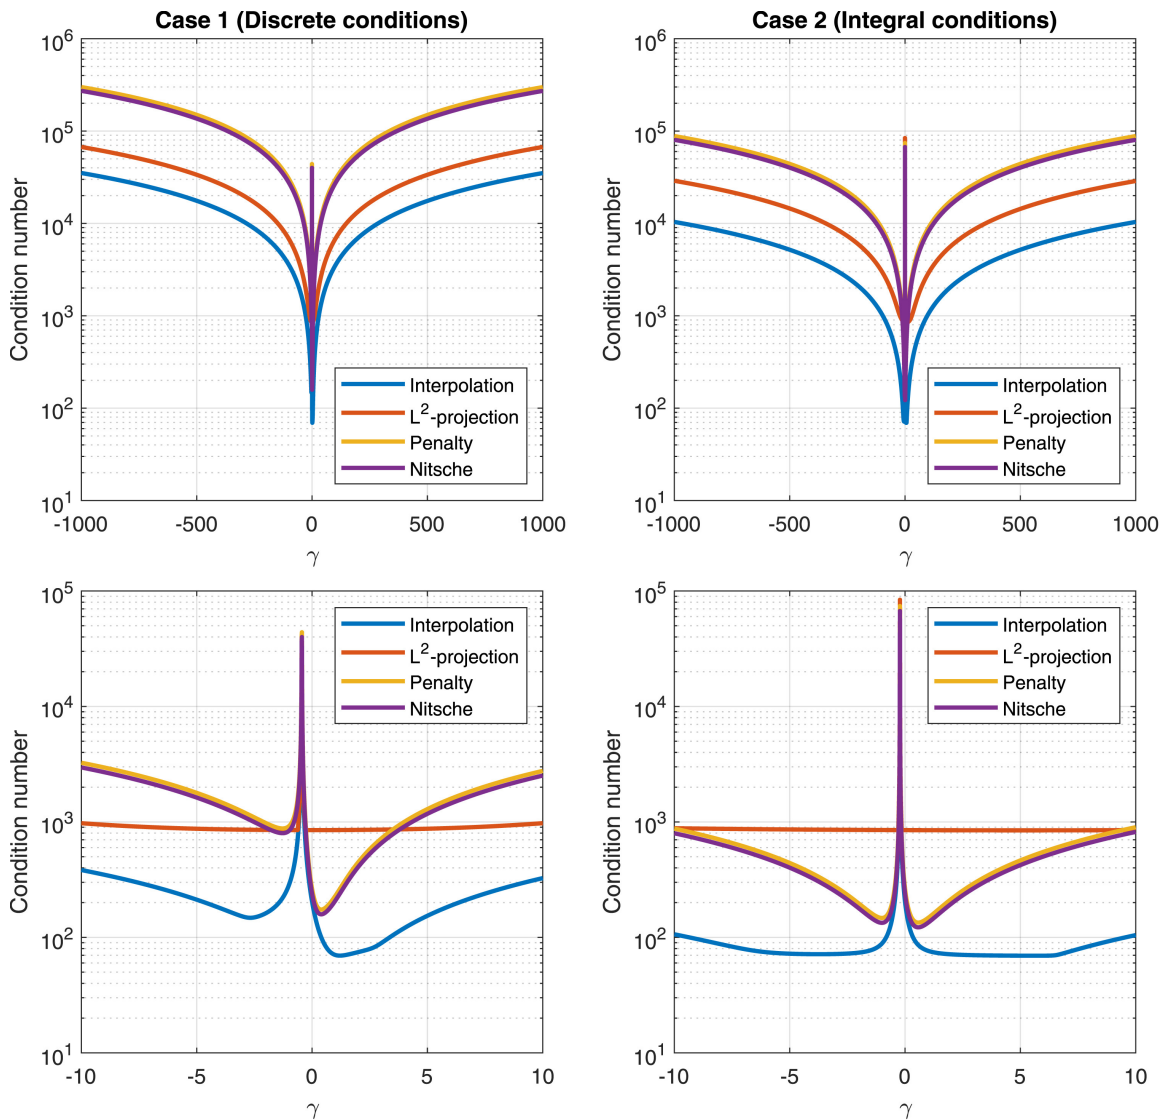 Case 1 (Discrete conditions)
10^6
10^5
10^4
10^3
10^2
10^1
Condition number
-1000
-500
0
500
1000
γ
Interpolation
L^2-projection
Penalty
Nitsche
Case 2 (Integral conditions)
10^6
10^5
10^4
10^3
10^2
10^1
Condition number
-1000
-500
0
500
1000
γ
Interpolation
L^2-projection
Penalty
Nitsche
10^5
10^4
10^3
10^2
10^1
Condition number
-10
-5
0
5
10
γ
Interpolation
L^2-projection
Penalty
Nitsche
10^5
10^4
10^3
10^2
10^1
Condition number
-10
-5
0
5
10
γ
Interpolation
L^2-projection
Penalty
Nitsche